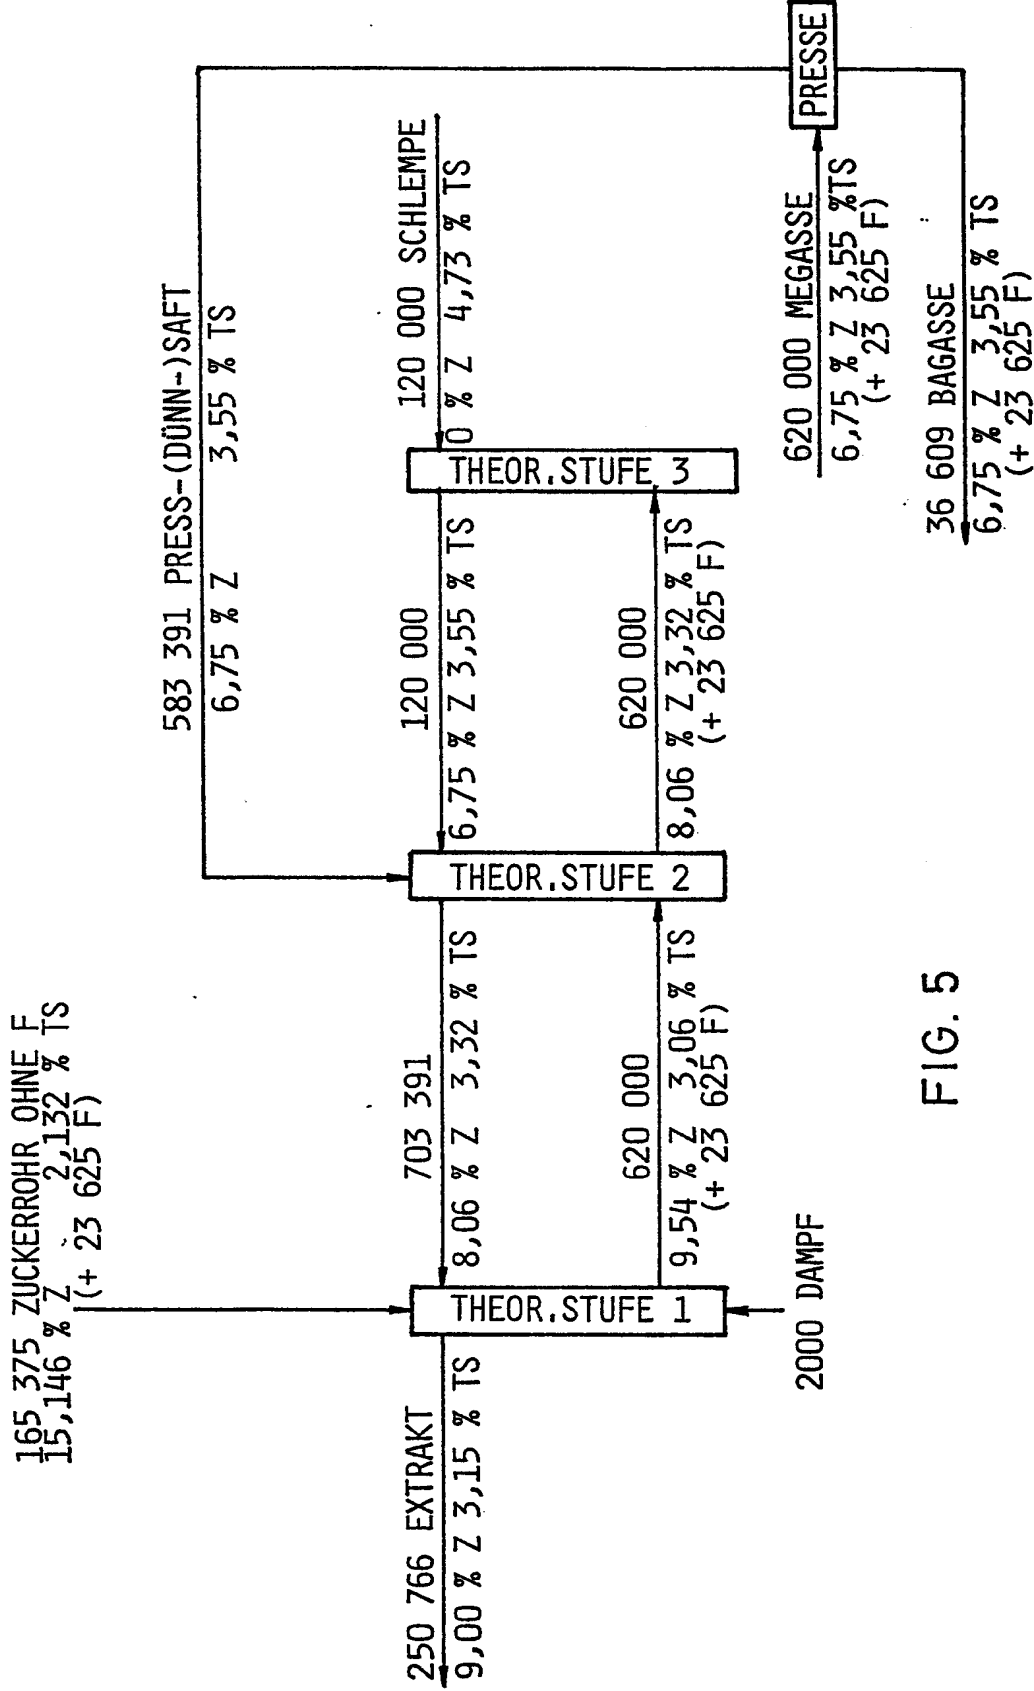 165 375 ZUCKERROHR OHNE F
15,146 % Z 2,132 % TS
(+ 23 625 F)
583 391 PRESS-(DÜNN-)SAFT
6,75 % Z 3,55 % TS
250 766 EXTRAKT
9,00 % Z 3,15 % TS
THEOR.STUFE 1
2000 DAMPF
703 391
8,06 % Z 3,32 % TS
620 000
9,54 % Z 3,06 % TS
(+ 23 625 F)
THEOR.STUFE 2
120 000
6,75 % Z 3,55 % TS
620 000
8,06 % Z 3,32 % TS
(+ 23 625 F)
THEOR.STUFE 3
120 000 SCHLEMPE
0 % Z 4,73 % TS
620 000 MEGASSE
6,75 % Z 3,55 %TS
(+ 23 625 F)
PRESSE
36 609 BAGASSE
6,75 % Z 3,55 % TS
(+ 23 625 F)
FIG. 5